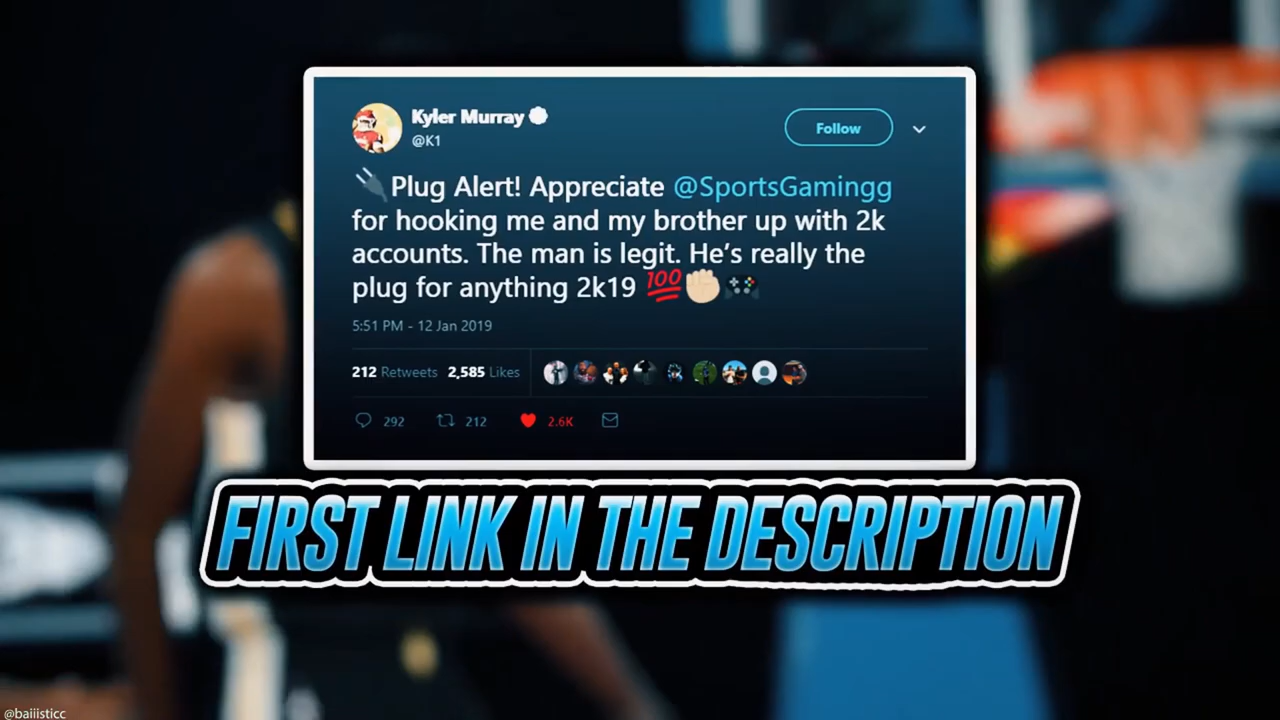 Kyler Murray
@K1
Follow
Plug Alert! Appreciate @SportsGamingg
for hooking me and my brother up with 2k
accounts. The man is legit. He’s really the
plug for anything 2k19 💯✊🏼🎮
5:51 PM - 12 Jan 2019
212 Retweets 2,585 Likes
292 212 2.6K
FIRST LINK IN THE DESCRIPTION
@baiiisticc